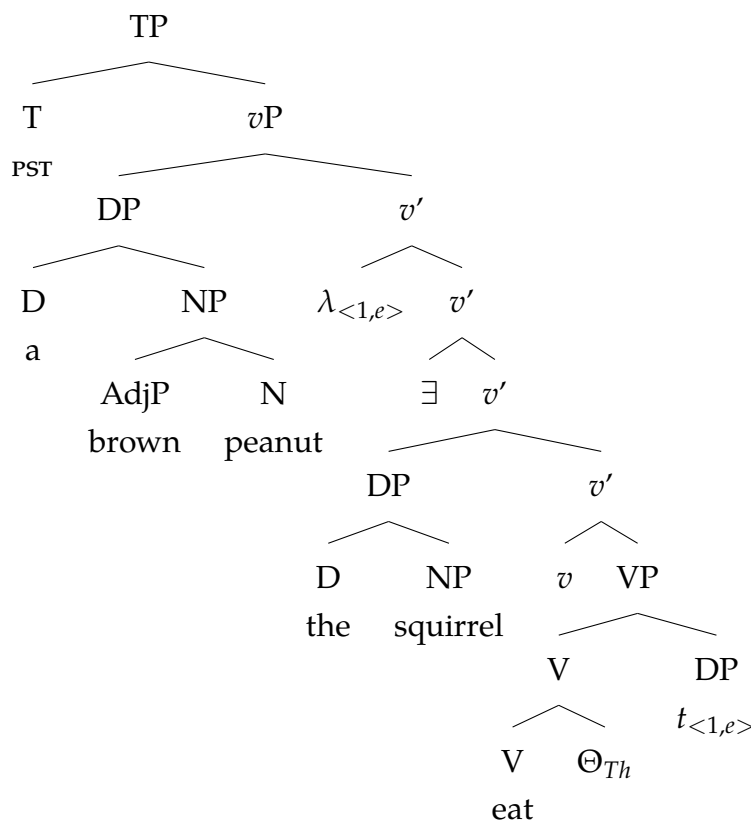 TP
T vP
PST
DP v'
D NP λ<1,e> v'
a
AdjP N ∃ v'
brown peanut
DP v'
D NP v VP
the squirrel
V DP
t<1,e>
V ΘTh
eat